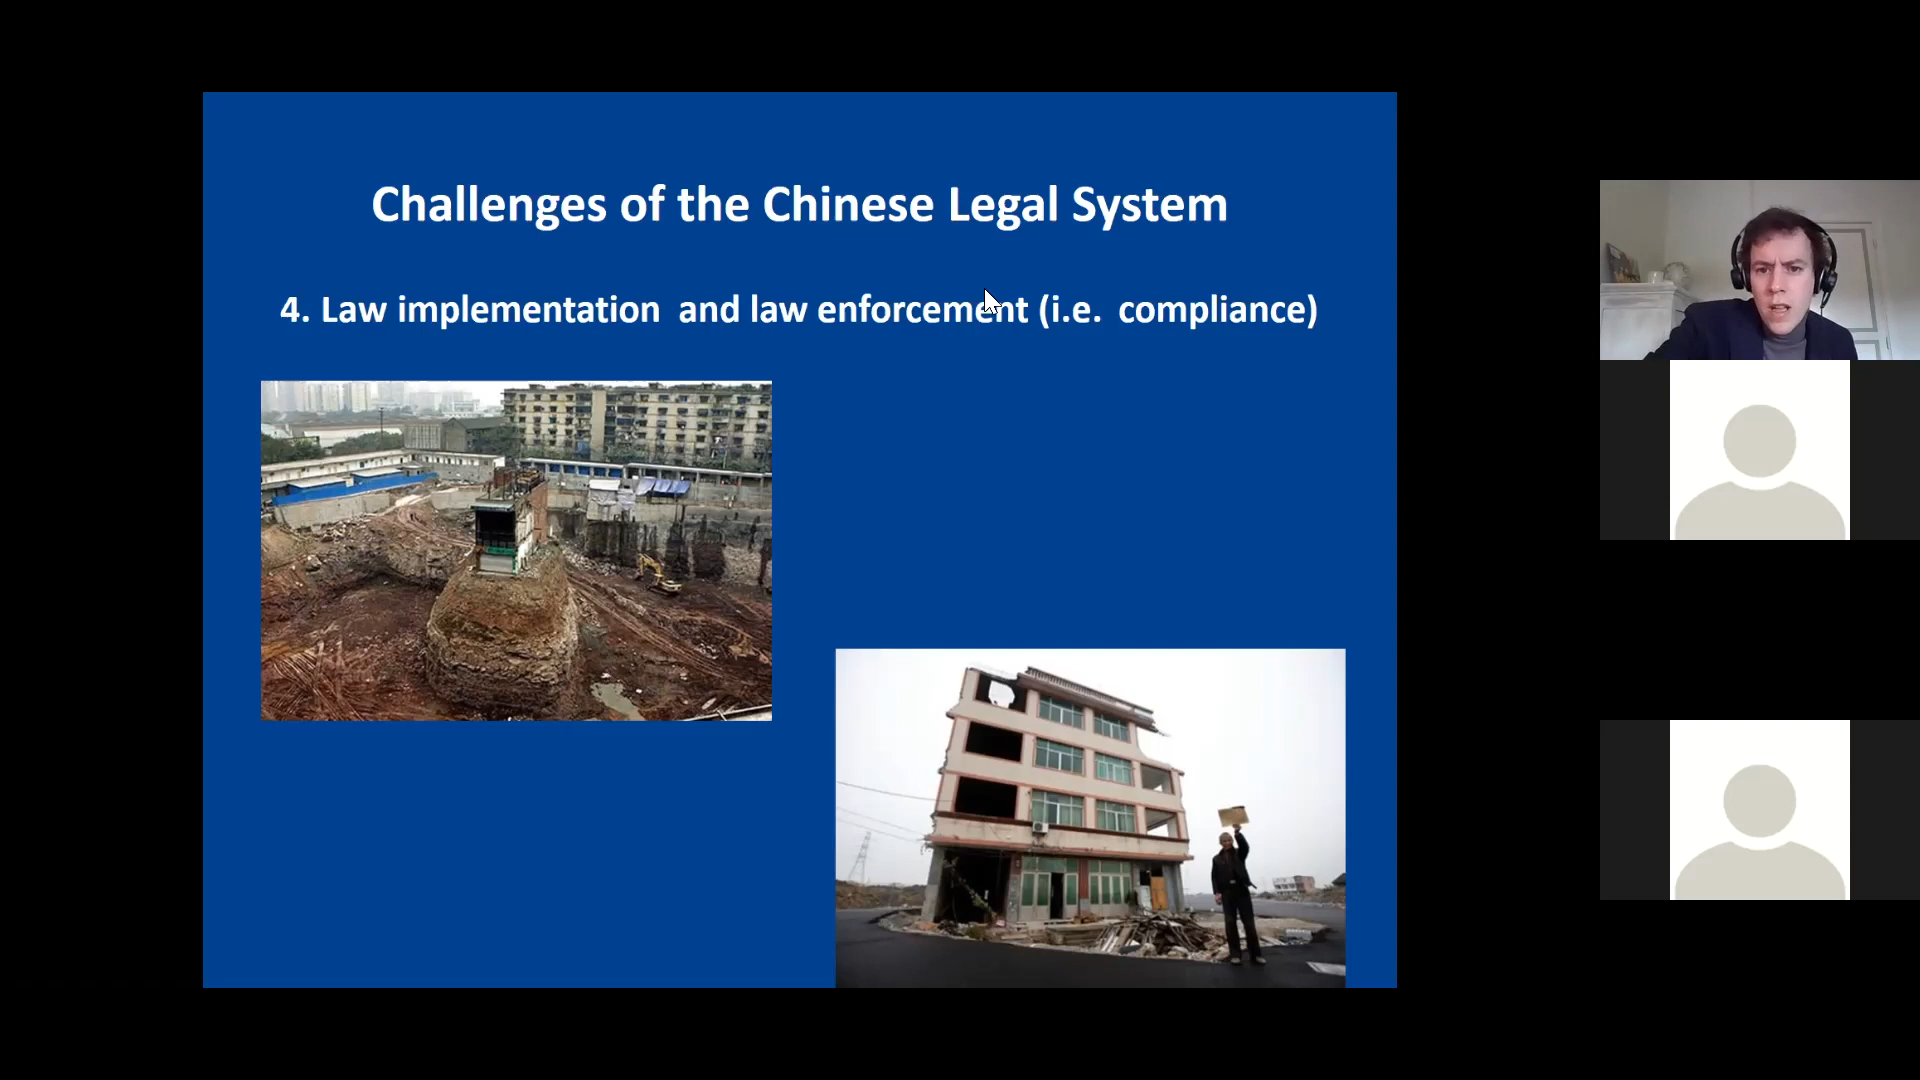 Challenges of the Chinese Legal System
4. Law implementation and law enforcement (i.e. compliance)